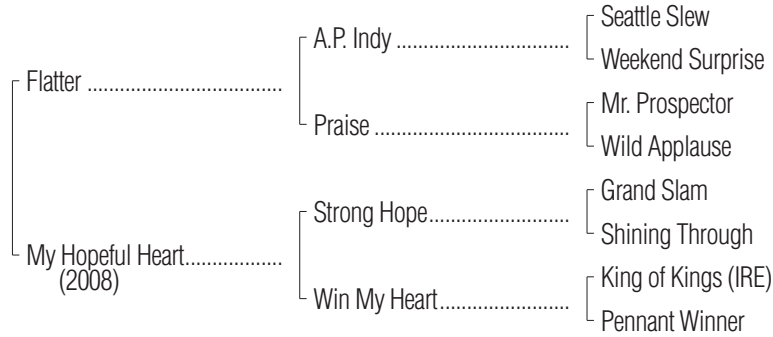 Seattle Slew
A.P. Indy ..................................
Weekend Surprise
Flatter ......................................
Mr. Prospector
Praise ......................................
Wild Applause
Grand Slam
Strong Hope............................
Shining Through
My Hopeful Heart...................
(2008)
King of Kings (IRE)
Win My Heart..........................
Pennant Winner